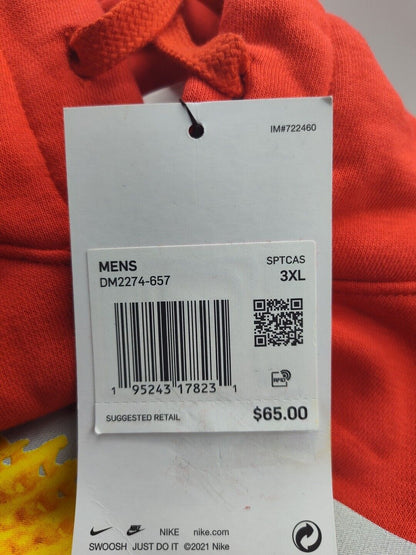 IM#722460
MENS SPTCAS
DM2274-657 3XL
1 95243 17823 1
RFID
SUGGESTED RETAIL $65.00
NIKE nike.com
SWOOSH JUST DO IT ©2021 Nike